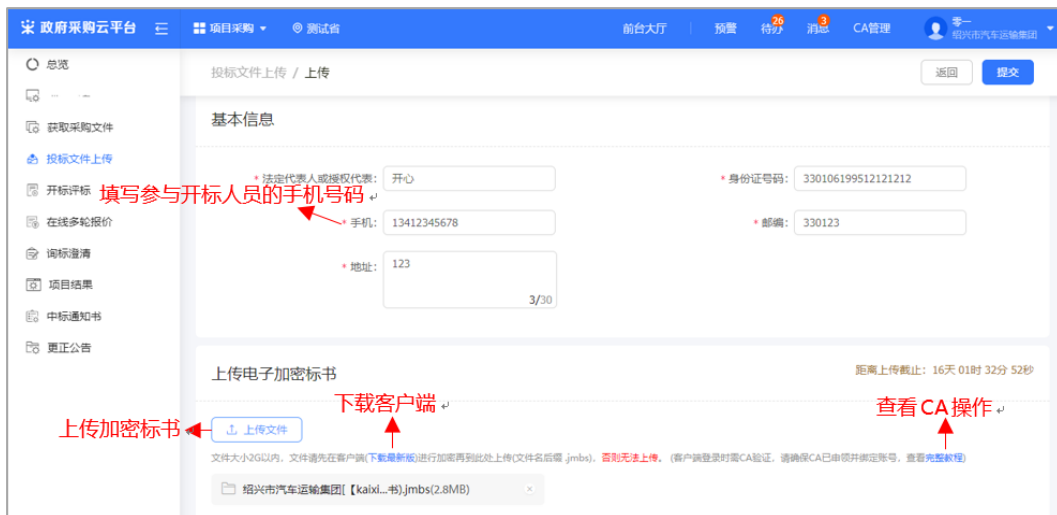 政府采购云平台 项目采购 测试省 前台大厅 预警 待办 26 消息 3 CA管理 零一
绍兴市汽车运输集团
总览
投标文件上传 / 上传 返回 提交
获取采购文件
基本信息
投标文件上传
* 法定代表人或授权代表: 开心 * 身份证号码: 330106199512121212
开标评标
填写参与开标人员的手机号码
在线多轮报价
* 手机: 13412345678 * 邮编: 330123
询标澄清
* 地址: 123
项目结果
3/30
中标通知书
更正公告
上传电子加密标书 距离上传截止: 16天 01时 32分 52秒
下载客户端 查看CA操作
上传加密标书 上传文件
文件大小2G以内，文件请先在客户端(下载最新版)进行加密再到此处上传(文件名后缀 .jmbs)，否则无法上传。 (客户端登录时需CA验证，请确保CA已申领并绑定账号，查看完整教程)
绍兴市汽车运输集团[【kaixi...书).jmbs(2.8MB)